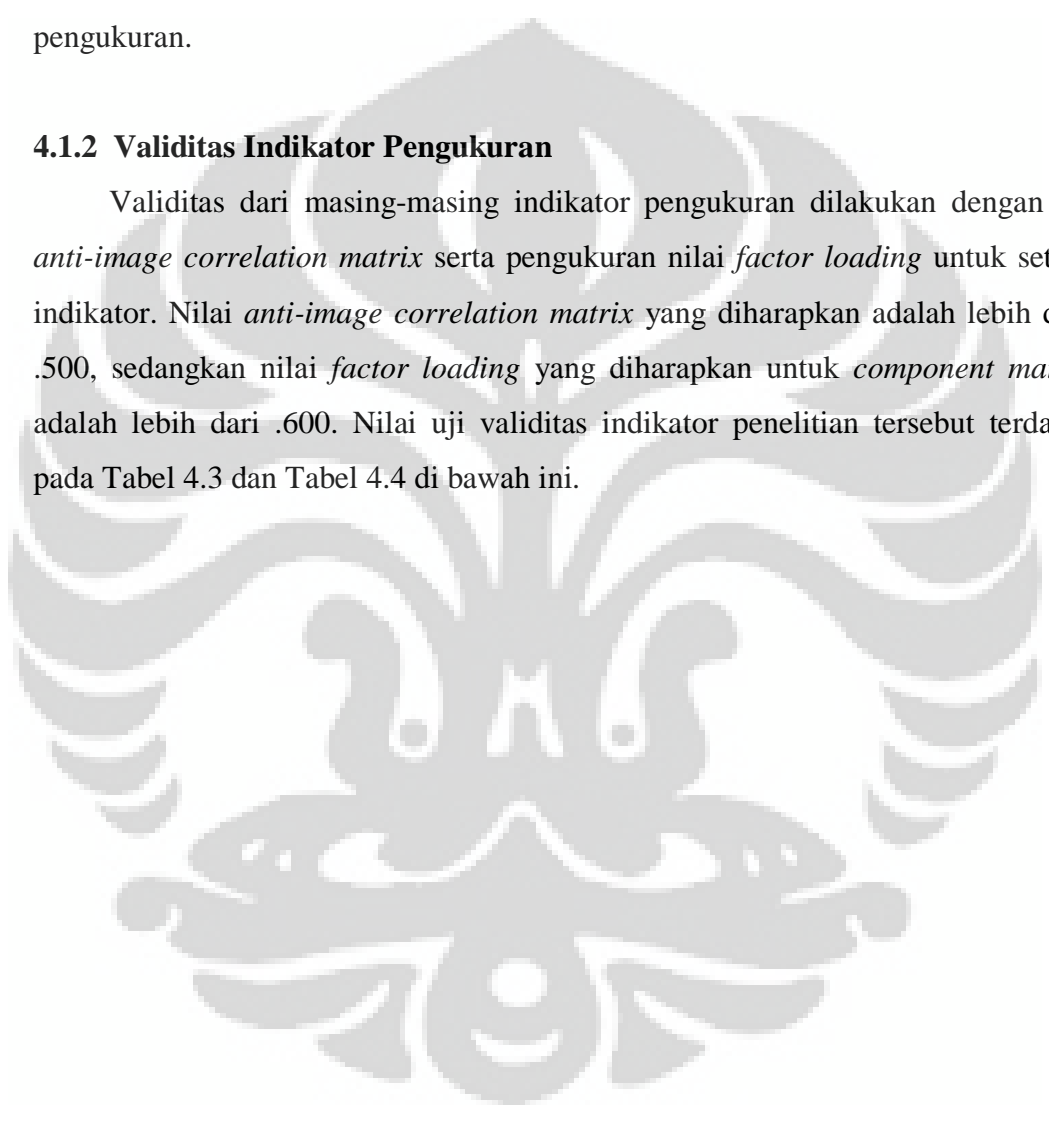 pengukuran.
4.1.2 Validitas Indikator Pengukuran
Validitas dari masing-masing indikator pengukuran dilakukan dengan
anti-image correlation matrix serta pengukuran nilai factor loading untuk
indikator. Nilai anti-image correlation matrix yang diharapkan adalah lebih
.500, sedangkan nilai factor loading yang diharapkan untuk component
adalah lebih dari .600. Nilai uji validitas indikator penelitian tersebut
pada Tabel 4.3 dan Tabel 4.4 di bawah ini.